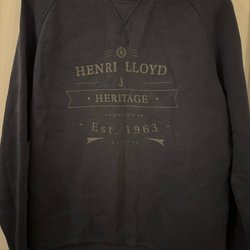 HENRI LLOYD
HERITAGE
Est. 1963